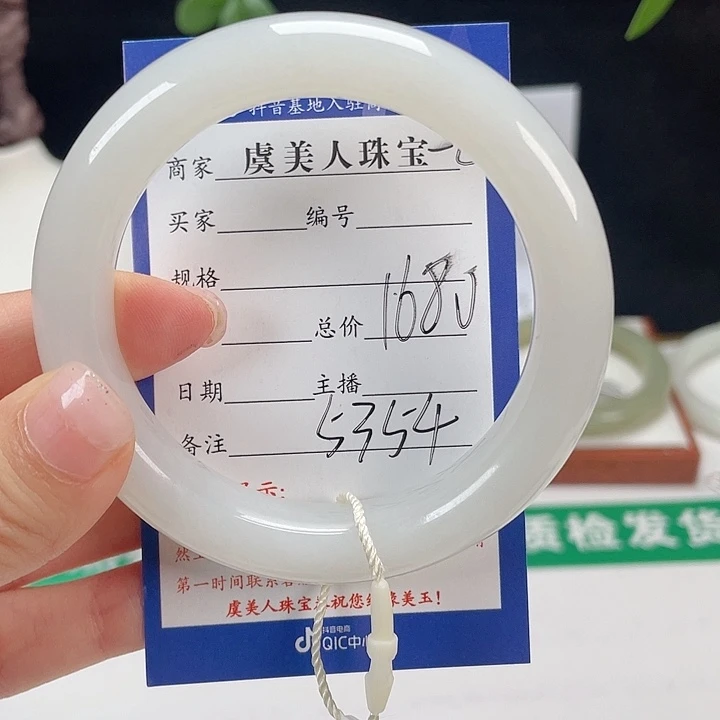 抖音基地入驻商
商家 虞美人珠宝
买家 编号
规格
总价 1680
日期 主播
备注 5354
示:
第一时间联系客
虞美人珠宝 祝您 缘美玉!
抖音电商
QIC中心
质检发货